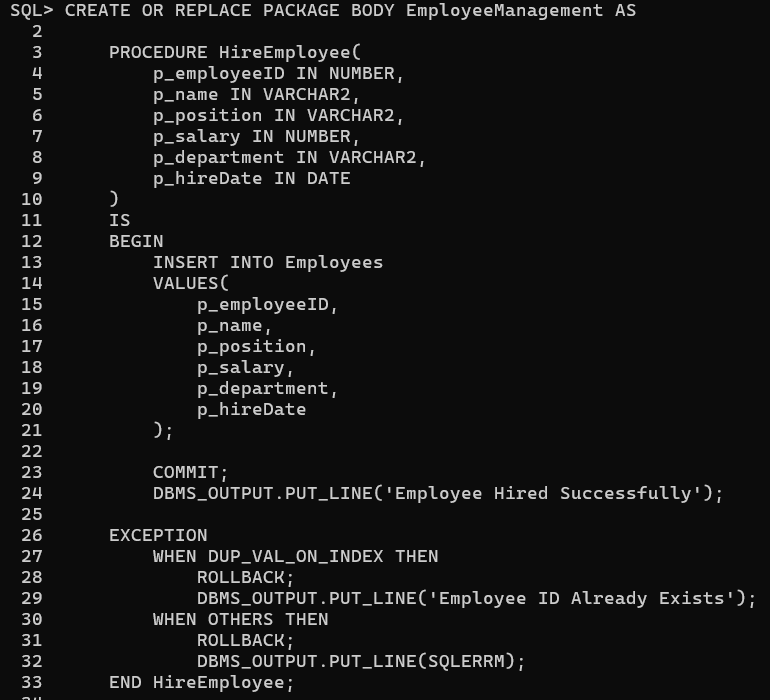 SQL> CREATE OR REPLACE PACKAGE BODY EmployeeManagement AS
  2
  3      PROCEDURE HireEmployee(
  4          p_employeeID IN NUMBER,
  5          p_name IN VARCHAR2,
  6          p_position IN VARCHAR2,
  7          p_salary IN NUMBER,
  8          p_department IN VARCHAR2,
  9          p_hireDate IN DATE
 10      )
 11      IS
 12      BEGIN
 13          INSERT INTO Employees
 14          VALUES(
 15              p_employeeID,
 16              p_name,
 17              p_position,
 18              p_salary,
 19              p_department,
 20              p_hireDate
 21          );
 22
 23          COMMIT;
 24          DBMS_OUTPUT.PUT_LINE('Employee Hired Successfully');
 25
 26      EXCEPTION
 27          WHEN DUP_VAL_ON_INDEX THEN
 28              ROLLBACK;
 29              DBMS_OUTPUT.PUT_LINE('Employee ID Already Exists');
 30          WHEN OTHERS THEN
 31              ROLLBACK;
 32              DBMS_OUTPUT.PUT_LINE(SQLERRM);
 33      END HireEmployee;